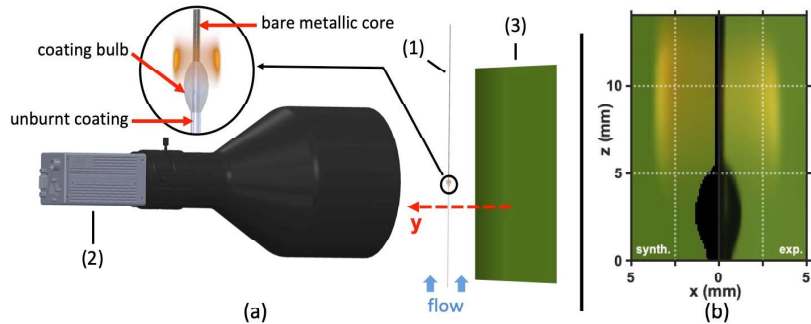 bare metallic core
coating bulb
unburnt coating
(1)
(3)
(2)
y
flow
(a)
z (mm)
10
5
0
synth.
exp.
5
0
5
x (mm)
(b)